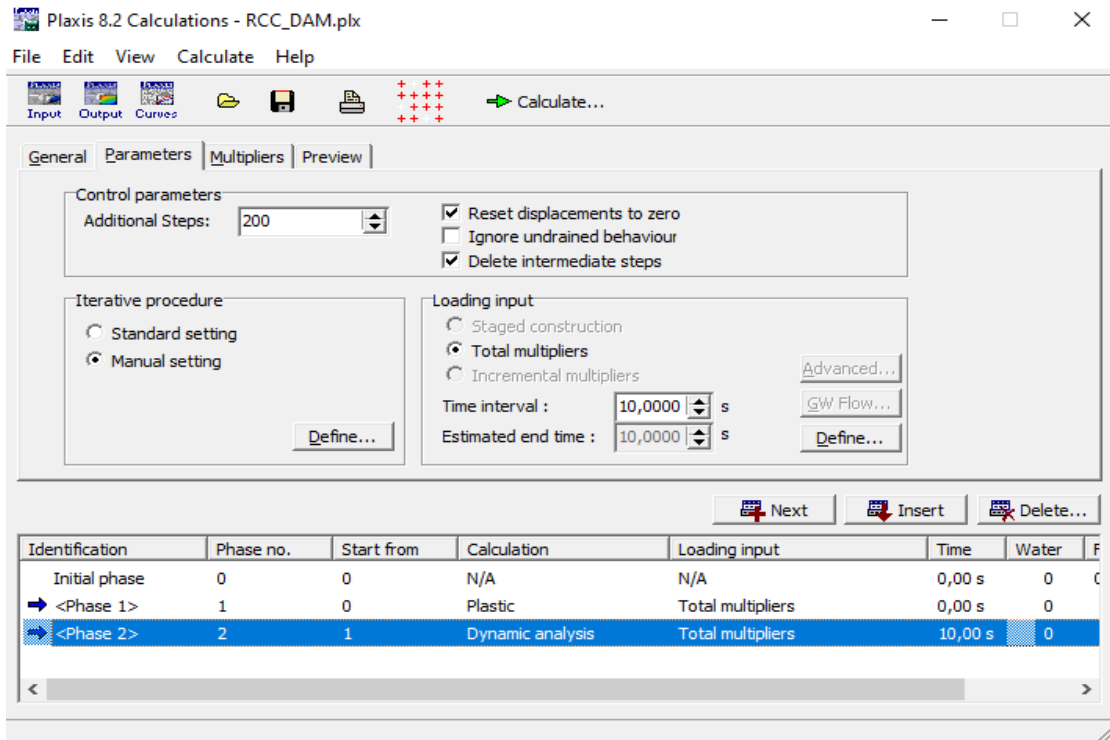 Plaxis 8.2 Calculations - RCC_DAM.plx
File Edit View Calculate Help
Input Output Curves Calculate...
General Parameters Multipliers Preview
Control parameters
Additional Steps: 200
Reset displacements to zero
Ignore undrained behaviour
Delete intermediate steps
Iterative procedure
Standard setting
Manual setting
Define...
Loading input
Staged construction
Total multipliers
Incremental multipliers
Advanced...
Time interval : 10,0000 s
GW Flow...
Estimated end time : 10,0000 s
Define...
Next Insert Delete...
Identification Phase no. Start from Calculation Loading input Time Water F
Initial phase 0 0 N/A N/A 0,00 s 0
<Phase 1> 1 0 Plastic Total multipliers 0,00 s 0
<Phase 2> 2 1 Dynamic analysis Total multipliers 10,00 s 0